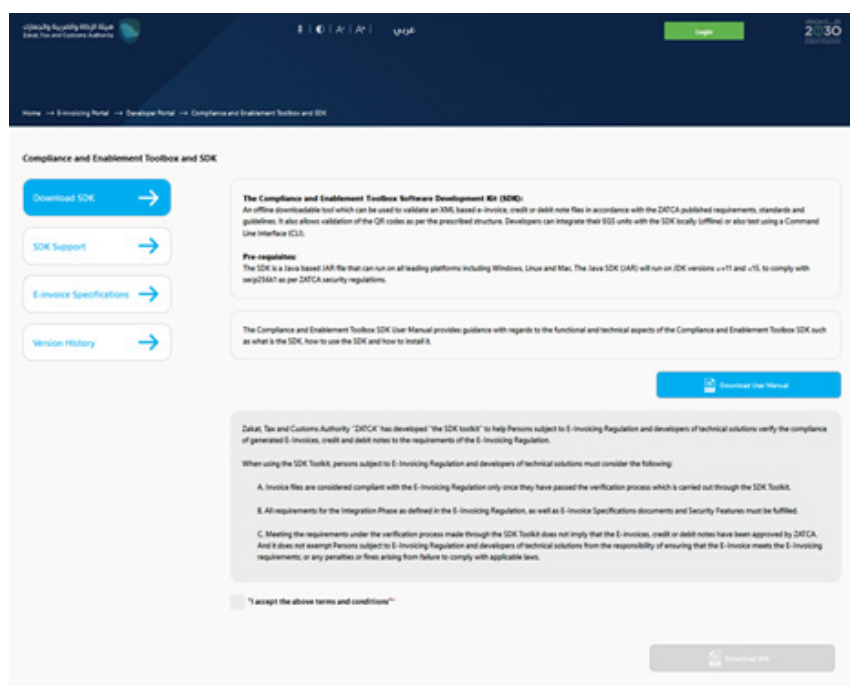 هيئة الزكاة والضريبة والجمارك
Zakat, Tax and Customs Authority
A- | A+ | عربي
Login
2030
Home → E-invoicing Portal → Developer Portal → Compliance and Enablement Toolbox and SDK
Compliance and Enablement Toolbox and SDK
Download SDK
SDK Support
E-invoice Specifications
Version History
The Compliance and Enablement Toolbox Software Development Kit (SDK):
An offline downloadable tool which can be used to validate an XML based e-invoice, credit or debit note files in accordance with the ZATCA published requirements, standards and
guidelines. It also allows validation of the QR codes as per the prescribed structure. Developers can integrate their EGS units with the SDK locally (offline) or also test using a Command
Line Interface (CLI).
Pre-requisites:
The SDK is a Java based JAR file that can run on all leading platforms including Windows, Linux and Mac. The Java SDK (JAR) will run on JDK versions >=11 and <15, to comply with
secp256k1 as per ZATCA security regulations.
The Compliance and Enablement Toolbox SDK User Manual provides guidance with regards to the functional and technical aspects of the Compliance and Enablement Toolbox SDK such
as what is the SDK, how to use the SDK and how to install it.
Download User Manual
Zakat, Tax and Customs Authority "ZATCA" has developed "the SDK toolkit" to help Persons subject to E-Invoicing Regulation and developers of technical solutions verify the compliance
of generated E-Invoices, credit and debit notes to the requirements of the E-Invoicing Regulation.
When using the SDK Toolkit, persons subject to E-Invoicing Regulation and developers of technical solutions must consider the following:
A. Invoice files are considered compliant with the E-Invoicing Regulation only once they have passed the verification process which is carried out through the SDK Toolkit.
B. All requirements for the Integration Phase as defined in the E-Invoicing Regulation, as well as E-Invoice Specifications documents and Security Features must be fulfilled.
C. Meeting the requirements under the verification process made through the SDK Toolkit does not imply that the E-invoices, credit or debit notes have been approved by ZATCA.
And it does not exempt Persons subject to E-Invoicing Regulation and developers of technical solutions from the responsibility of ensuring that the E-Invoice meets the E-Invoicing
requirements; or any penalties or fines arising from failure to comply with applicable laws.
"I accept the above terms and conditions"*
Download SDK